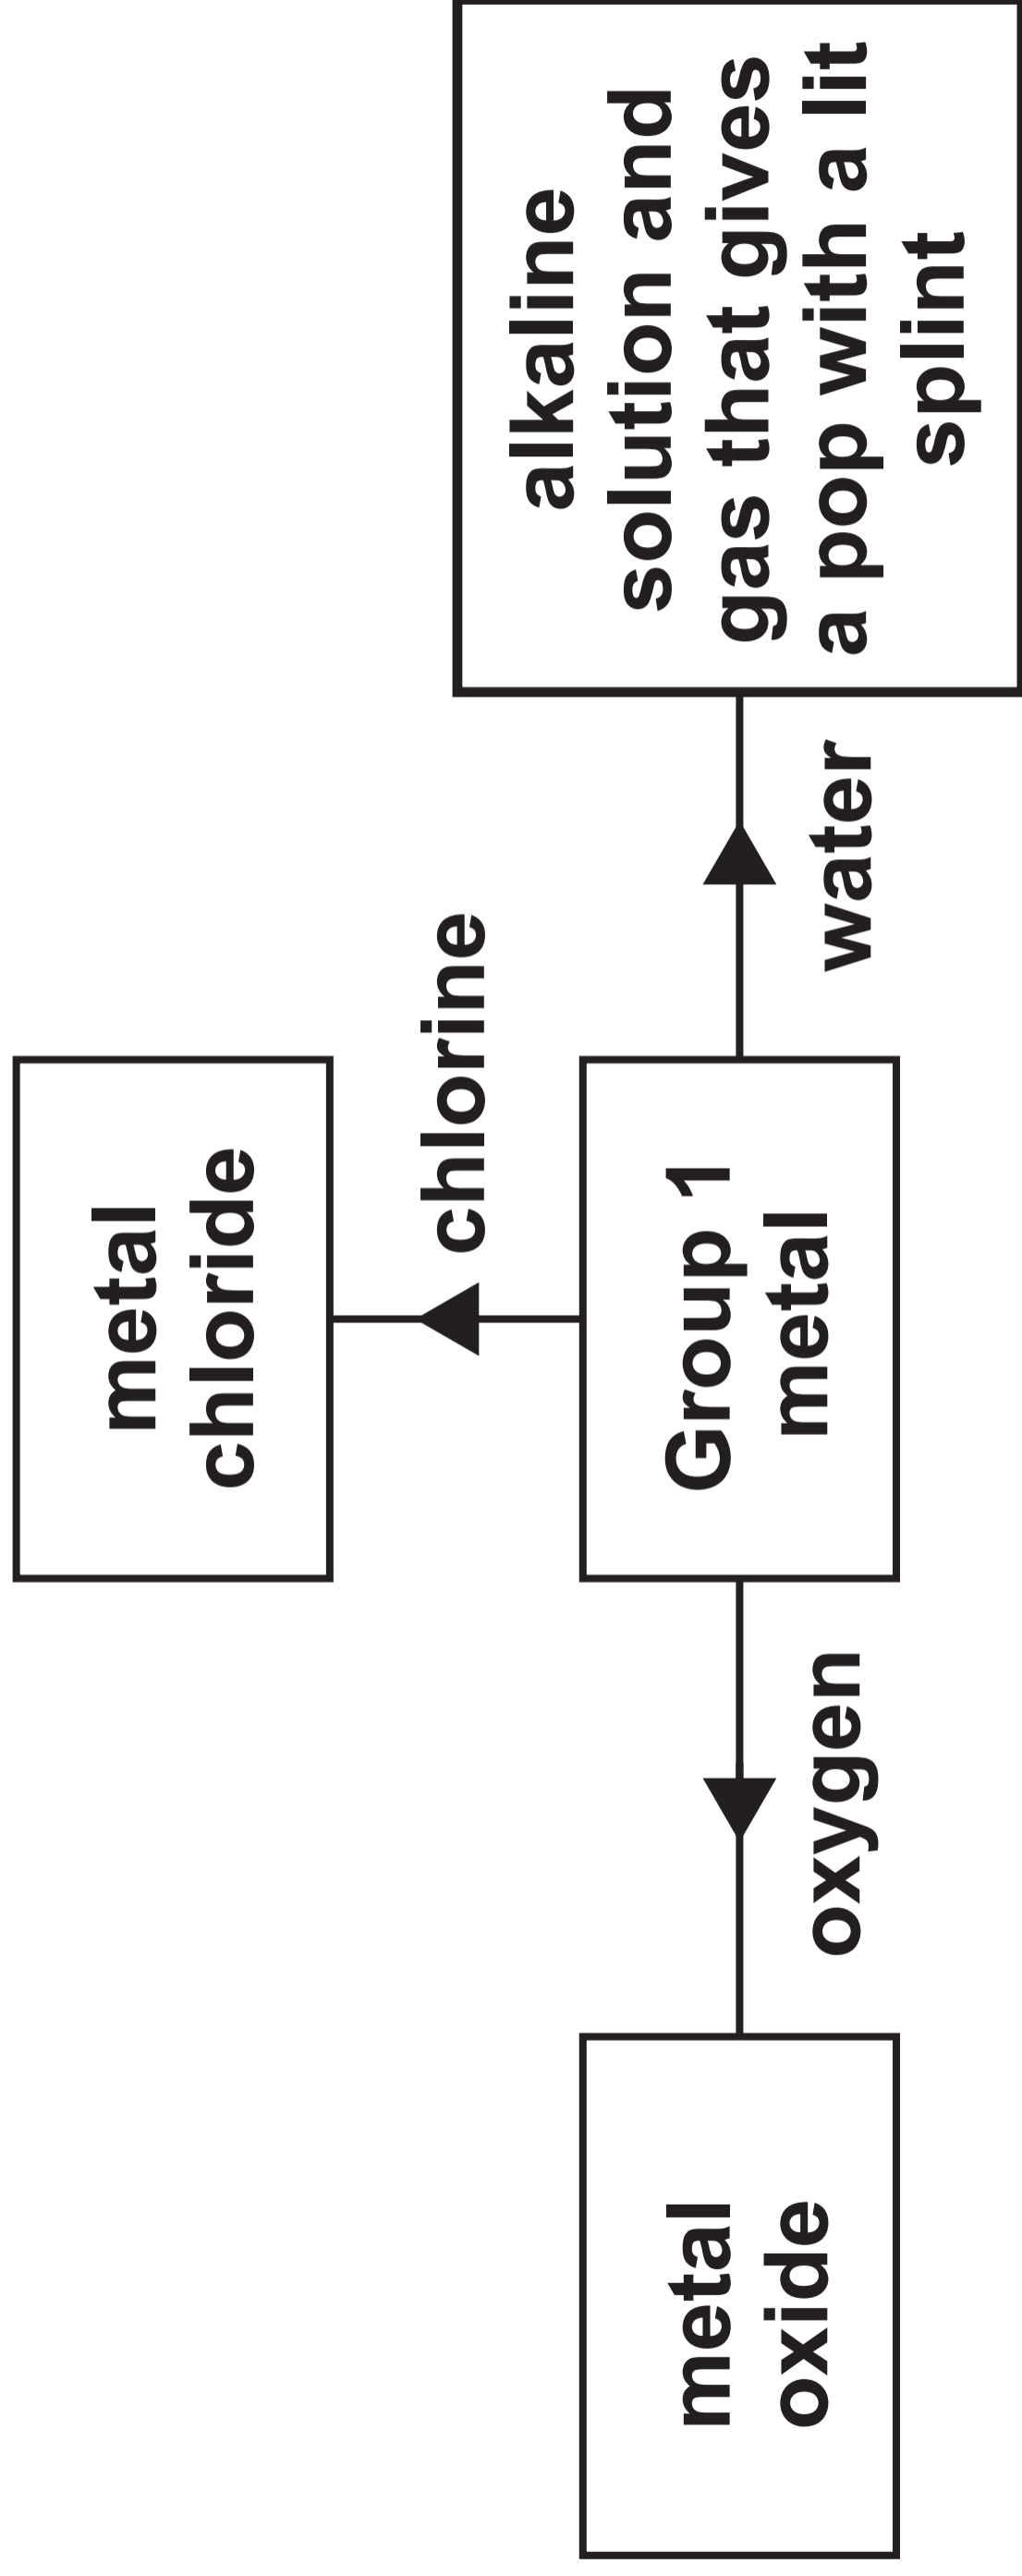 metal
chloride
chlorine
metal
oxide
oxygen
Group 1
metal
water
alkaline
solution and
gas that gives
a pop with a lit
splint